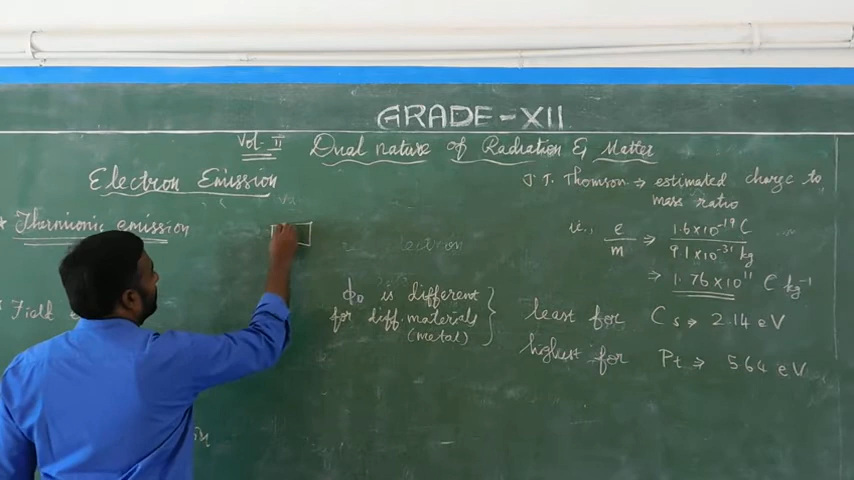 GRADE-XII
Vol-II Dual nature of Radiation & Matter
Electron Emission
* Thermionic emission
Field
J.J. Thomson → estimated charge to
mass ratio
ie., e/m ⇒ 1.6×10⁻¹⁹ C / 9.1×10⁻³¹ kg
⇒ 1.76×10¹¹ C kg⁻¹
electron
ϕ₀ is different
for diff. materials
(metal)
least for Cs ⇒ 2.14 eV
highest for Pt ⇒ 5.64 eV